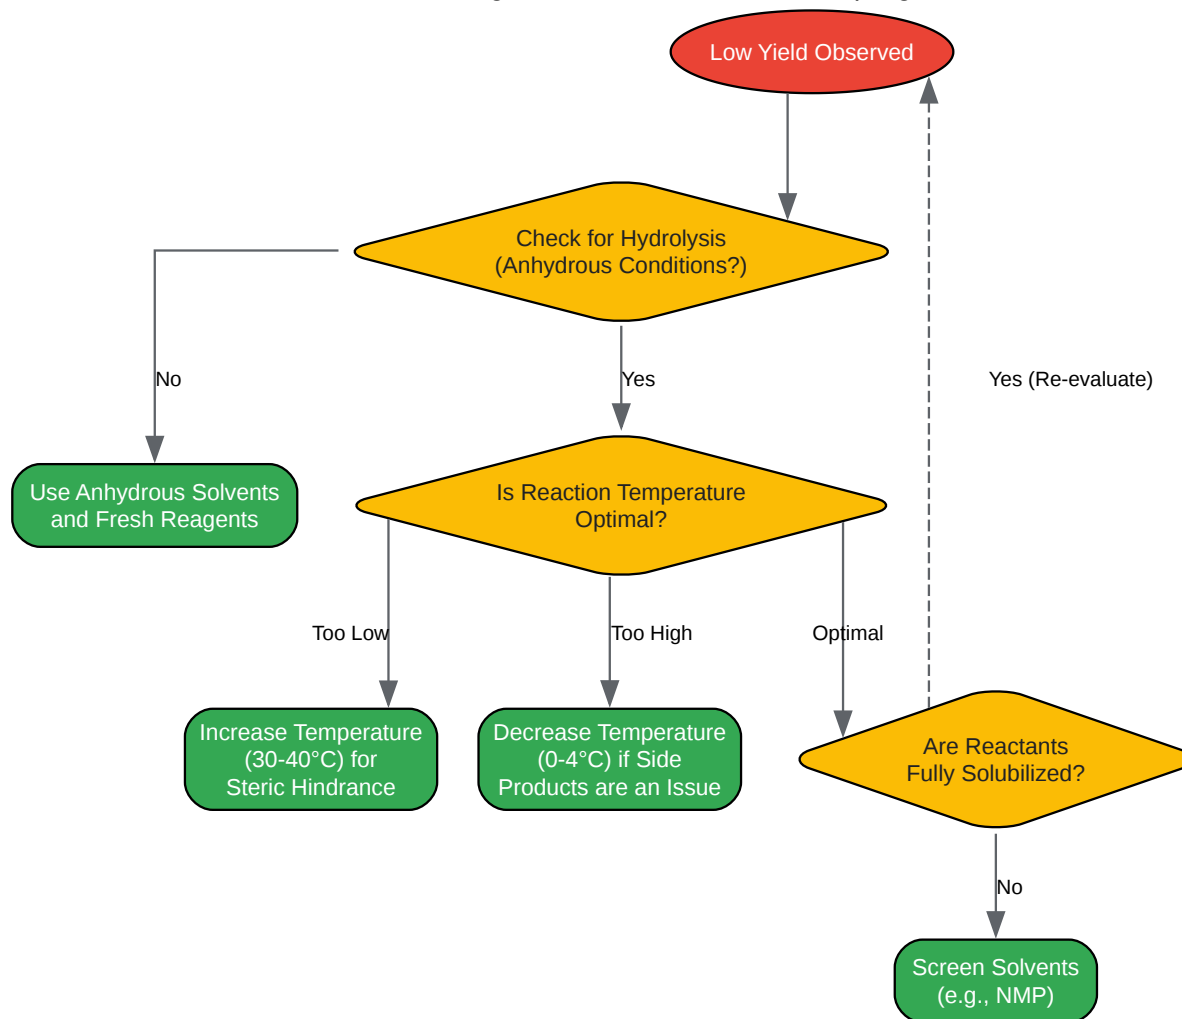 Low Yield Observed
Check for Hydrolysis
(Anhydrous Conditions?)
No
Yes
Yes (Re-evaluate)
Use Anhydrous Solvents
and Fresh Reagents
Is Reaction Temperature
Optimal?
Too Low
Too High
Optimal
Increase Temperature
(30-40°C) for
Steric Hindrance
Decrease Temperature
(0-4°C) if Side
Products are an Issue
Are Reactants
Fully Solubilized?
No
Screen Solvents
(e.g., NMP)